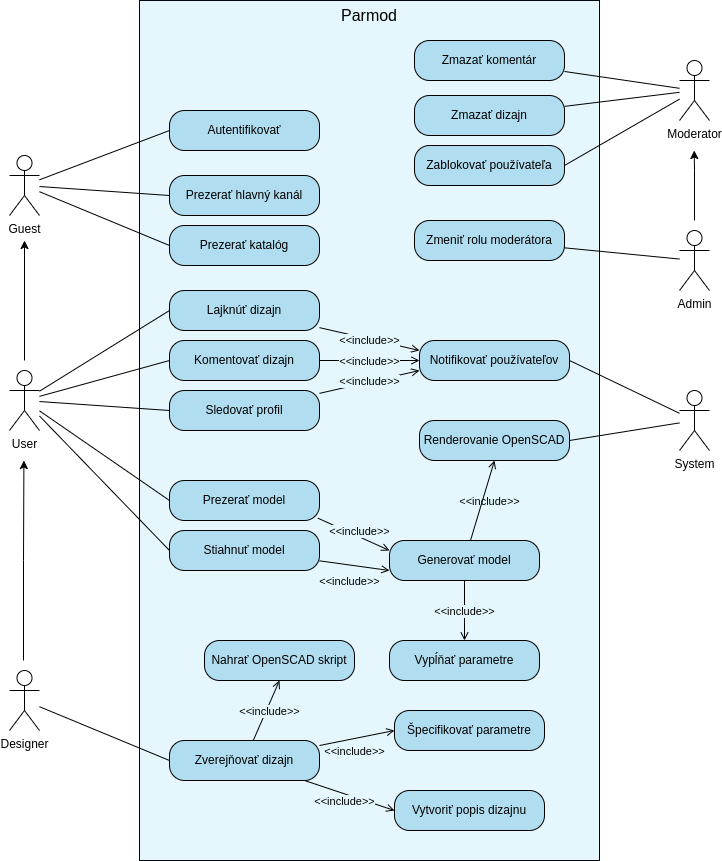 Parmod
Zmazať komentár
Zmazať dizajn
Zablokovať používateľa
Moderator
Autentifikovať
Prezerať hlavný kanál
Prezerať katalóg
Guest
Zmeniť rolu moderátora
Admin
Lajknúť dizajn
Komentovať dizajn
Sledovať profil
<<include>>
<<include>>
<<include>>
Notifikovať používateľov
User
Renderovanie OpenSCAD
System
Prezerať model
Stiahnuť model
<<include>>
<<include>>
<<include>>
Generovať model
<<include>>
Nahrať OpenSCAD skript
Vypĺňať parametre
<<include>>
Designer
Zverejňovať dizajn
<<include>>
Špecifikovať parametre
<<include>>
Vytvoriť popis dizajnu